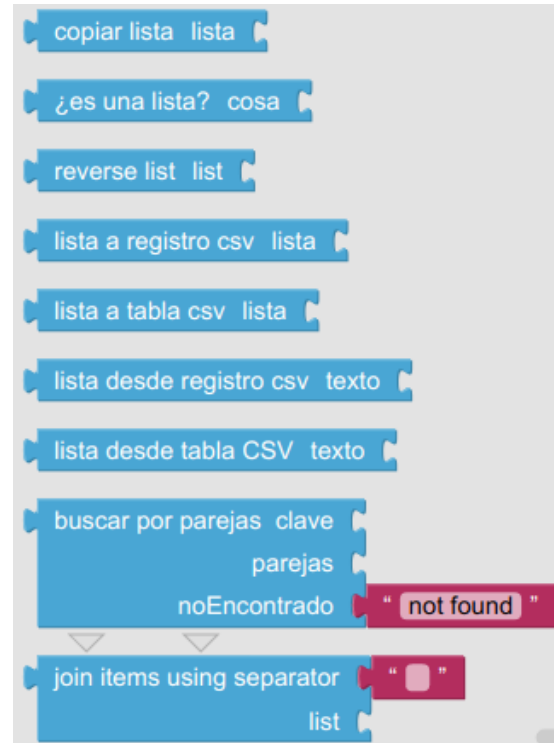 copiar lista lista
¿es una lista? cosa
reverse list list
lista a registro csv lista
lista a tabla csv lista
lista desde registro csv texto
lista desde tabla CSV texto
buscar por parejas clave
parejas
noEncontrado " not found "
join items using separator " "
list